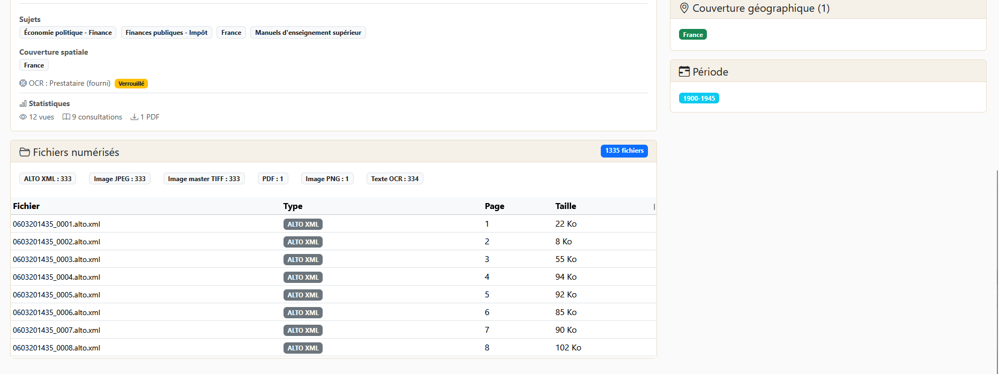 Sujets
Économie politique - Finance Finances publiques - Impôt France Manuels d'enseignement supérieur
Couverture spatiale
France
OCR : Prestataire (fourni) Verrouillé
Statistiques
12 vues 9 consultations 1 PDF
Fichiers numérisés 1335 fichiers
ALTO XML : 333 Image JPEG : 333 Image master TIFF : 333 PDF : 1 Image PNG : 1 Texte OCR : 334
Fichier Type Page Taille
0603201435_0001.alto.xml ALTO XML 1 22 Ko
0603201435_0002.alto.xml ALTO XML 2 8 Ko
0603201435_0003.alto.xml ALTO XML 3 55 Ko
0603201435_0004.alto.xml ALTO XML 4 94 Ko
0603201435_0005.alto.xml ALTO XML 5 92 Ko
0603201435_0006.alto.xml ALTO XML 6 85 Ko
0603201435_0007.alto.xml ALTO XML 7 90 Ko
0603201435_0008.alto.xml ALTO XML 8 102 Ko
Couverture géographique (1)
France
Période
1900-1945